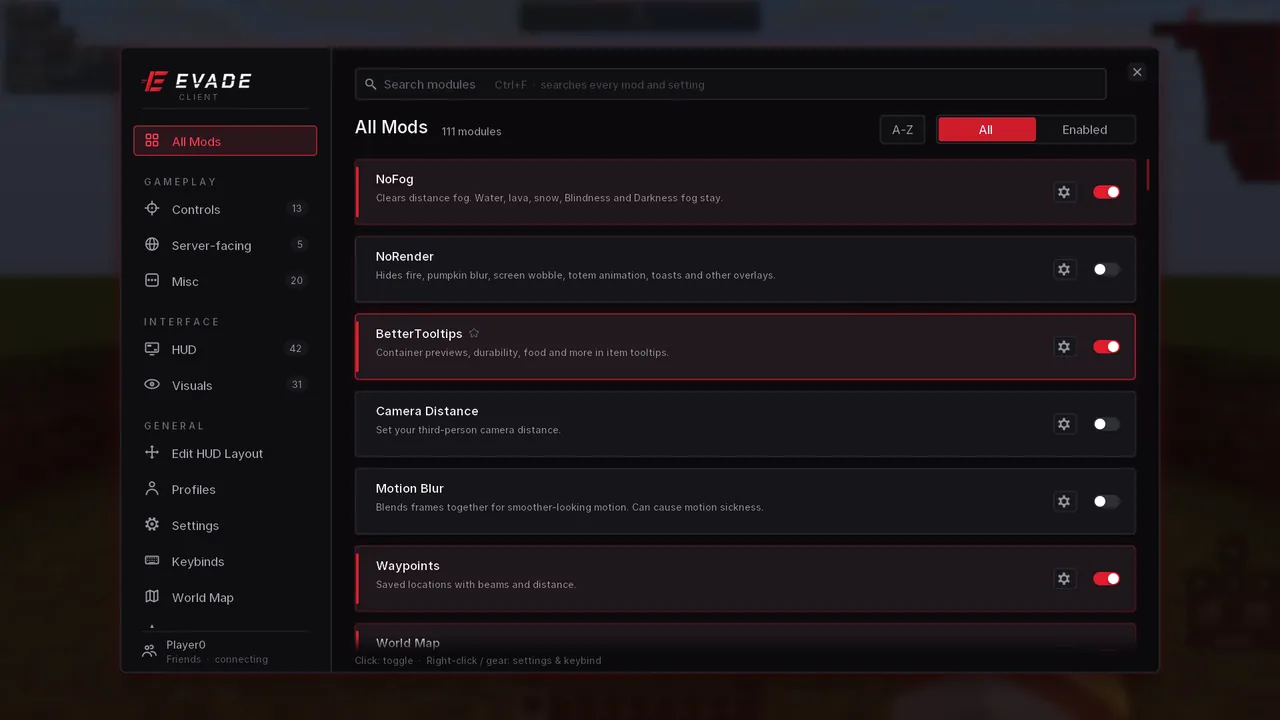 EVADE
CLIENT
All Mods
GAMEPLAY
Controls 13
Server-facing 5
Misc 20
INTERFACE
HUD 42
Visuals 31
GENERAL
Edit HUD Layout
Profiles
Settings
Keybinds
World Map
Player0
Friends · connecting
Search modules Ctrl+F · searches every mod and setting
All Mods 111 modules
A-Z All Enabled
NoFog
Clears distance fog. Water, lava, snow, Blindness and Darkness fog stay.
NoRender
Hides fire, pumpkin blur, screen wobble, totem animation, toasts and other overlays.
BetterTooltips
Container previews, durability, food and more in item tooltips.
Camera Distance
Set your third-person camera distance.
Motion Blur
Blends frames together for smoother-looking motion. Can cause motion sickness.
Waypoints
Saved locations with beams and distance.
World Map
Click: toggle · Right-click / gear: settings & keybind